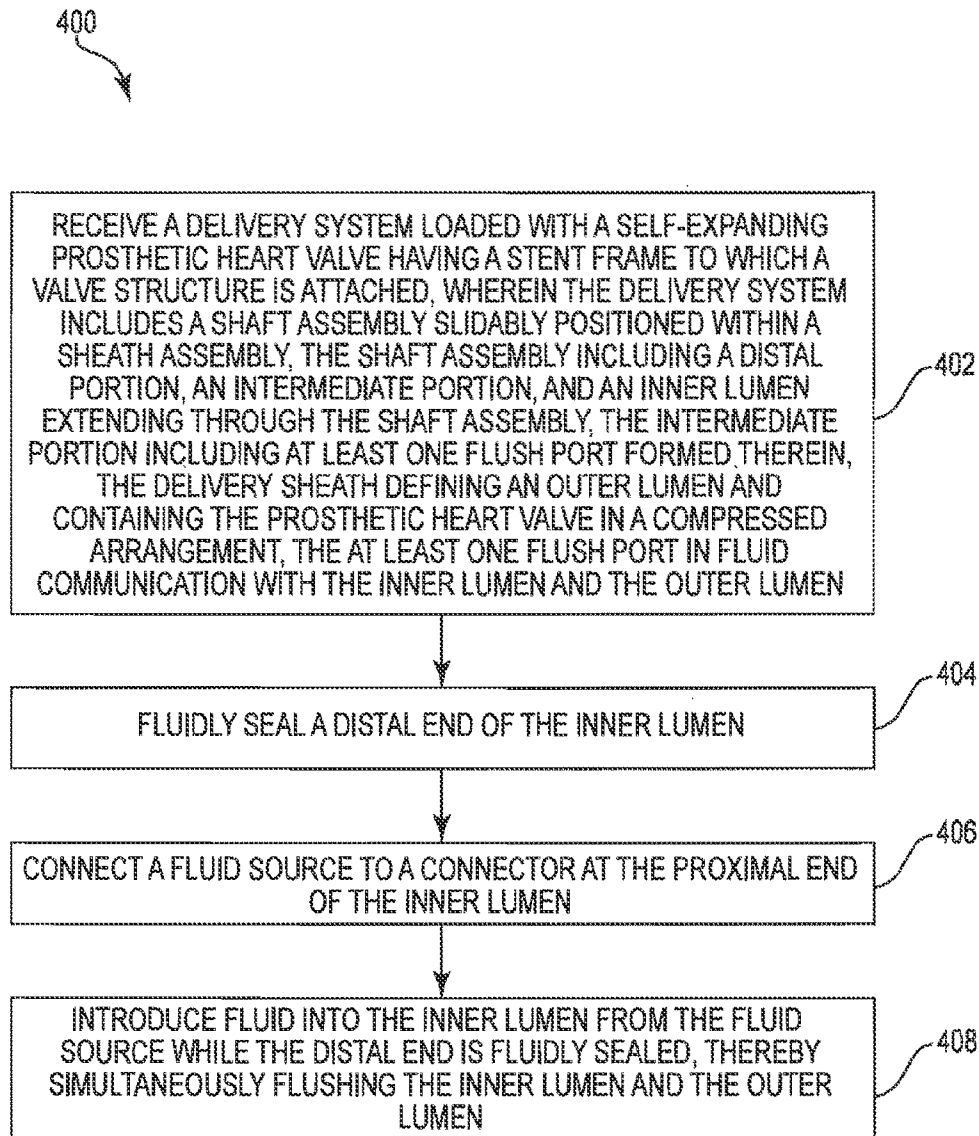 400
RECEIVE A DELIVERY SYSTEM LOADED WITH A SELF-EXPANDING
PROSTHETIC HEART VALVE HAVING A STENT FRAME TO WHICH A
VALVE STRUCTURE IS ATTACHED, WHEREIN THE DELIVERY SYSTEM
INCLUDES A SHAFT ASSEMBLY SLIDABLY POSITIONED WITHIN A
SHEATH ASSEMBLY, THE SHAFT ASSEMBLY INCLUDING A DISTAL
PORTION, AN INTERMEDIATE PORTION, AND AN INNER LUMEN
EXTENDING THROUGH THE SHAFT ASSEMBLY, THE INTERMEDIATE
PORTION INCLUDING AT LEAST ONE FLUSH PORT FORMED THEREIN,
THE DELIVERY SHEATH DEFINING AN OUTER LUMEN AND
CONTAINING THE PROSTHETIC HEART VALVE IN A COMPRESSED
ARRANGEMENT, THE AT LEAST ONE FLUSH PORT IN FLUID
COMMUNICATION WITH THE INNER LUMEN AND THE OUTER LUMEN
402
FLUIDLY SEAL A DISTAL END OF THE INNER LUMEN
404
CONNECT A FLUID SOURCE TO A CONNECTOR AT THE PROXIMAL END
OF THE INNER LUMEN
406
INTRODUCE FLUID INTO THE INNER LUMEN FROM THE FLUID
SOURCE WHILE THE DISTAL END IS FLUIDLY SEALED, THEREBY
SIMULTANEOUSLY FLUSHING THE INNER LUMEN AND THE OUTER
LUMEN
408